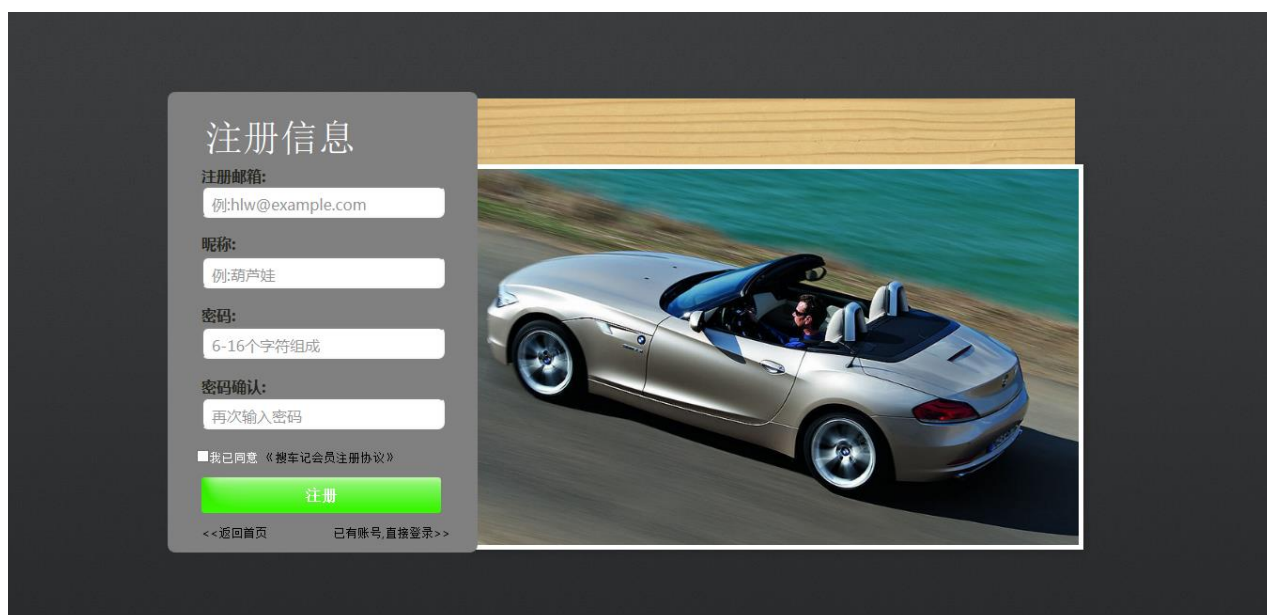 注册信息
注册邮箱:
例:hlw@example.com
昵称:
例:葫芦娃
密码:
6-16个字符组成
密码确认:
再次输入密码
我已同意《搜车记会员注册协议》
注册
<<返回首页 已有账号,直接登录>>